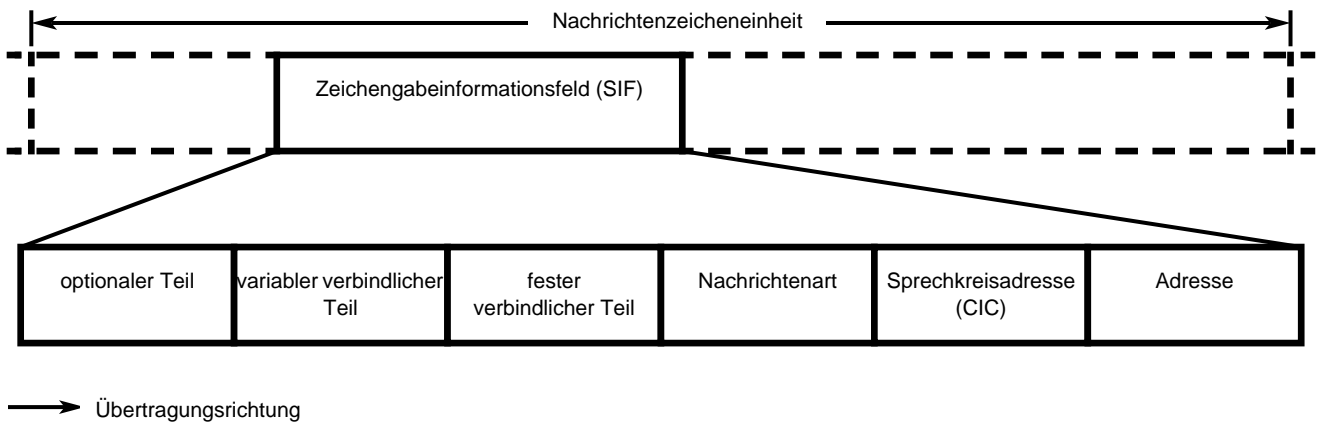 Nachrichtenzeicheneinheit
Zeichengabeinformationsfeld (SIF)
optionaler Teil
variabler verbindlicher
Teil
fester
verbindlicher Teil
Nachrichtenart
Sprechkreisadresse
(CIC)
Adresse
Übertragungsrichtung